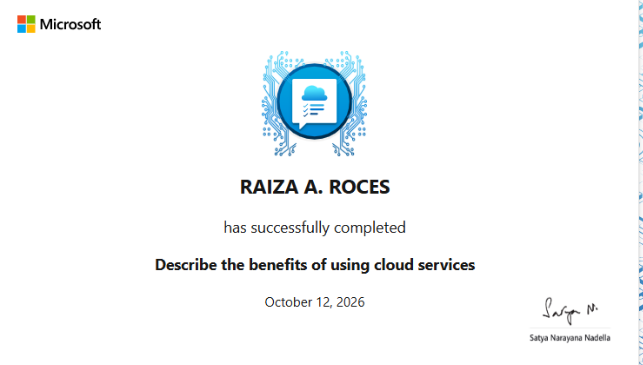 Microsoft
RAIZA A. ROCES
has successfully completed
Describe the benefits of using cloud services
October 12, 2026
Satya N.
Satya Narayana Nadella